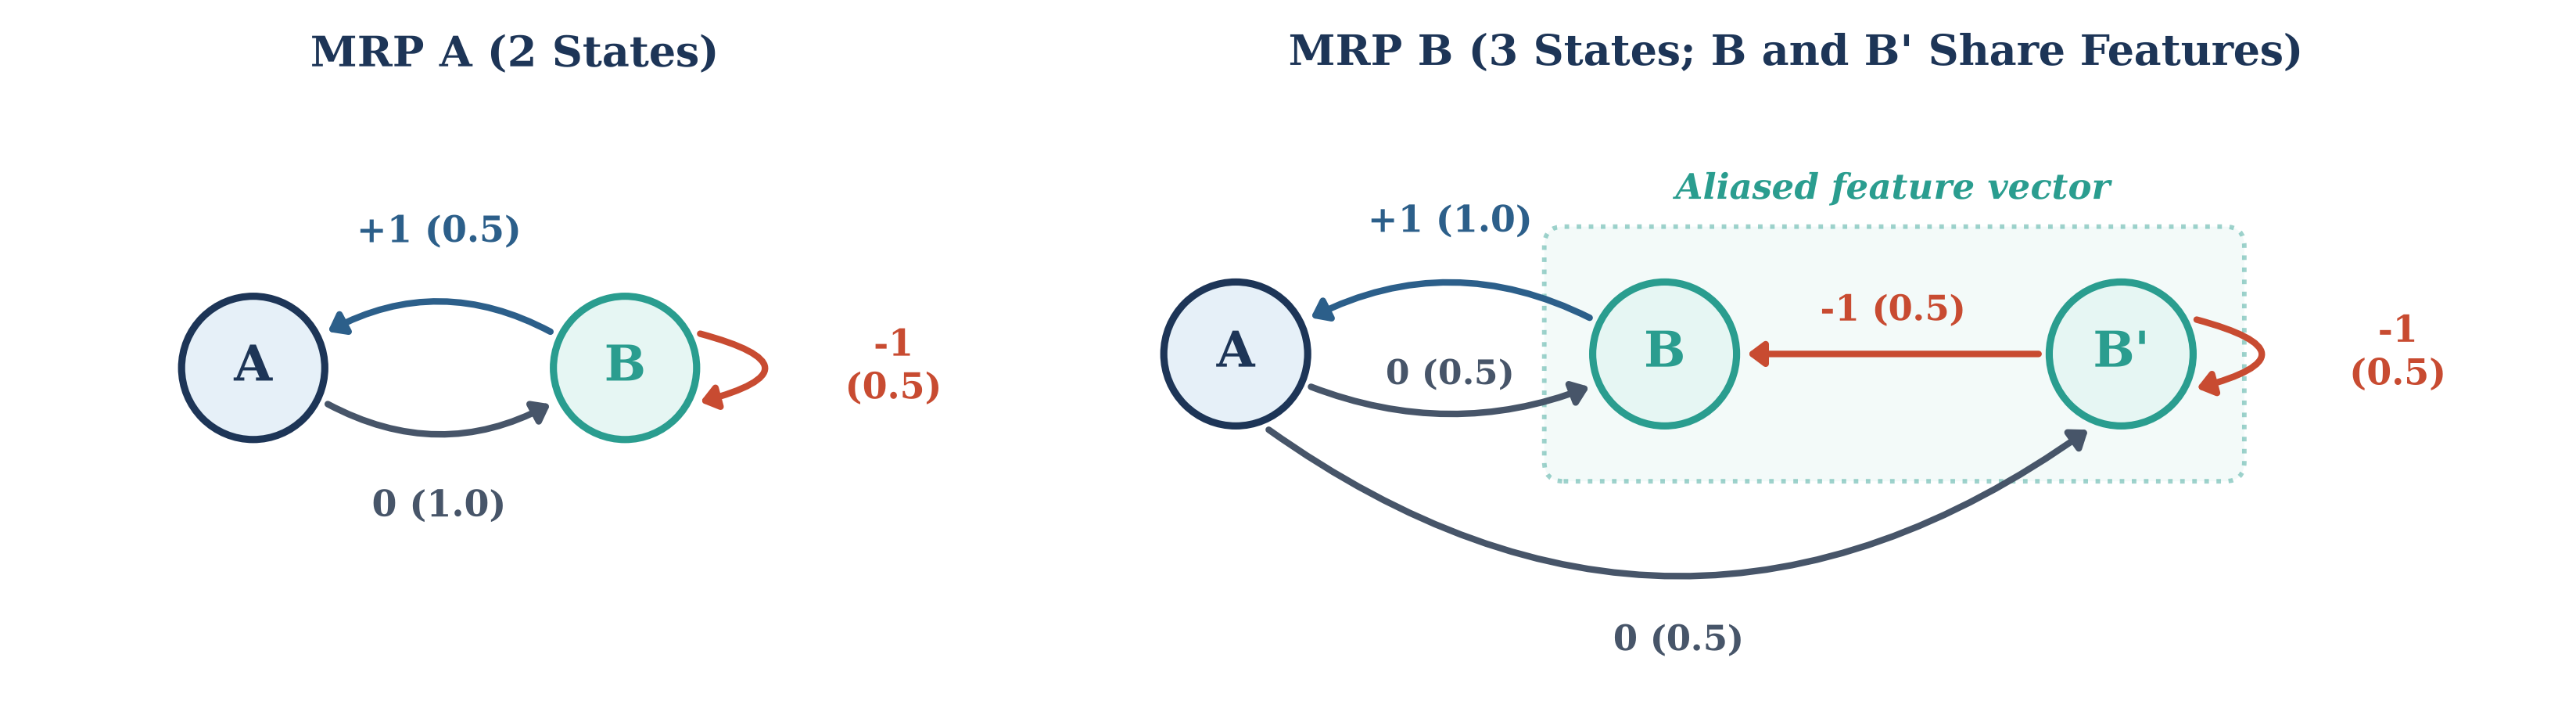 MRP A (2 States)
+1 (0.5)
A
B
-1
(0.5)
0 (1.0)
MRP B (3 States; B and B' Share Features)
Aliased feature vector
+1 (1.0)
-1 (0.5)
A
0 (0.5)
B
B'
-1
(0.5)
0 (0.5)